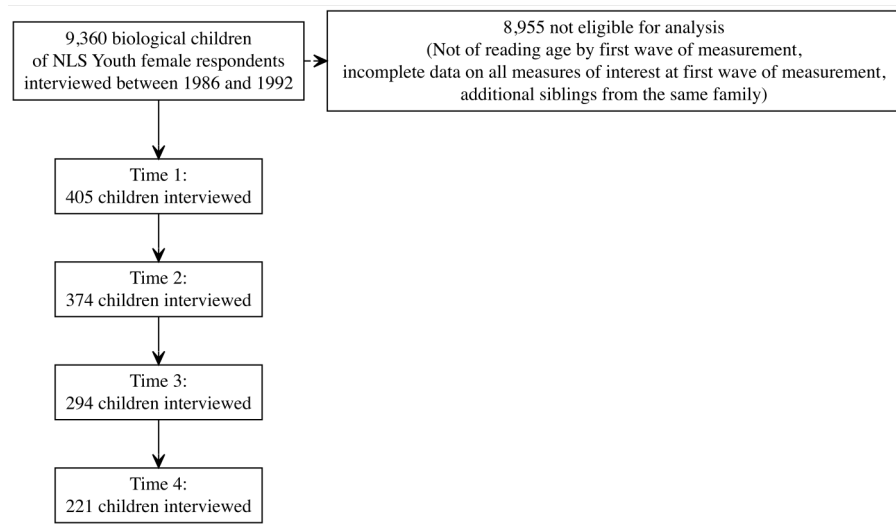 9,360 biological children
of NLS Youth female respondents
interviewed between 1986 and 1992
8,955 not eligible for analysis
(Not of reading age by first wave of measurement,
incomplete data on all measures of interest at first wave of measurement,
additional siblings from the same family)
Time 1:
405 children interviewed
Time 2:
374 children interviewed
Time 3:
294 children interviewed
Time 4:
221 children interviewed